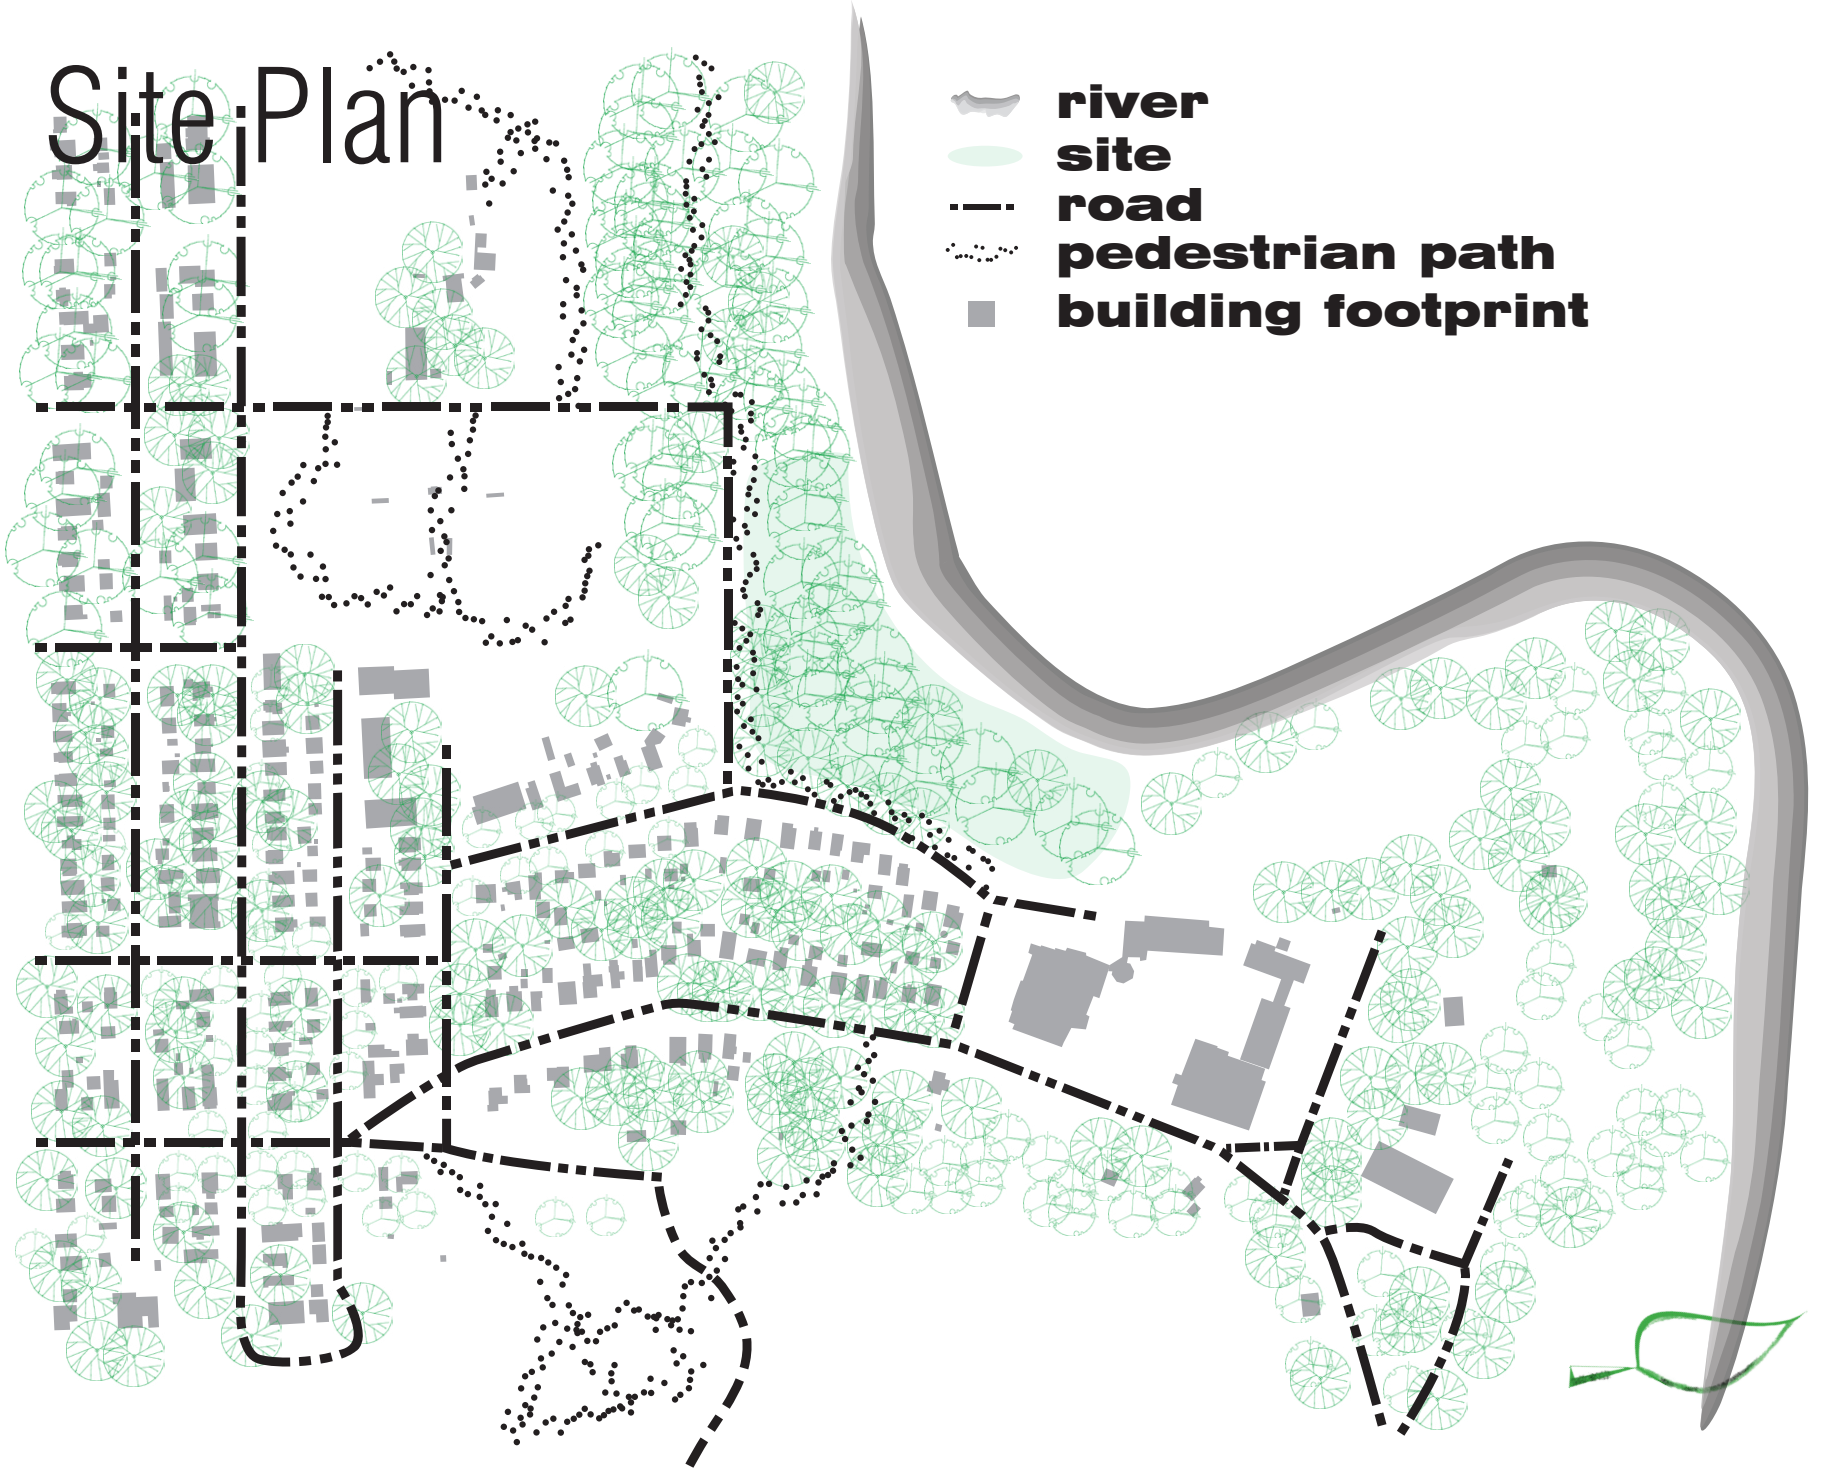 Site Plan
river
site
road
pedestrian path
building footprint